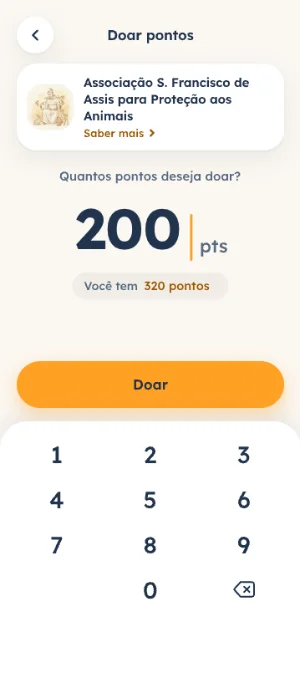 Doar pontos
Associação S. Francisco de
Assis para Proteção aos
Animais
Saber mais
Quantos pontos deseja doar?
200 pts
Você tem 320 pontos
Doar
1 2 3
4 5 6
7 8 9
0